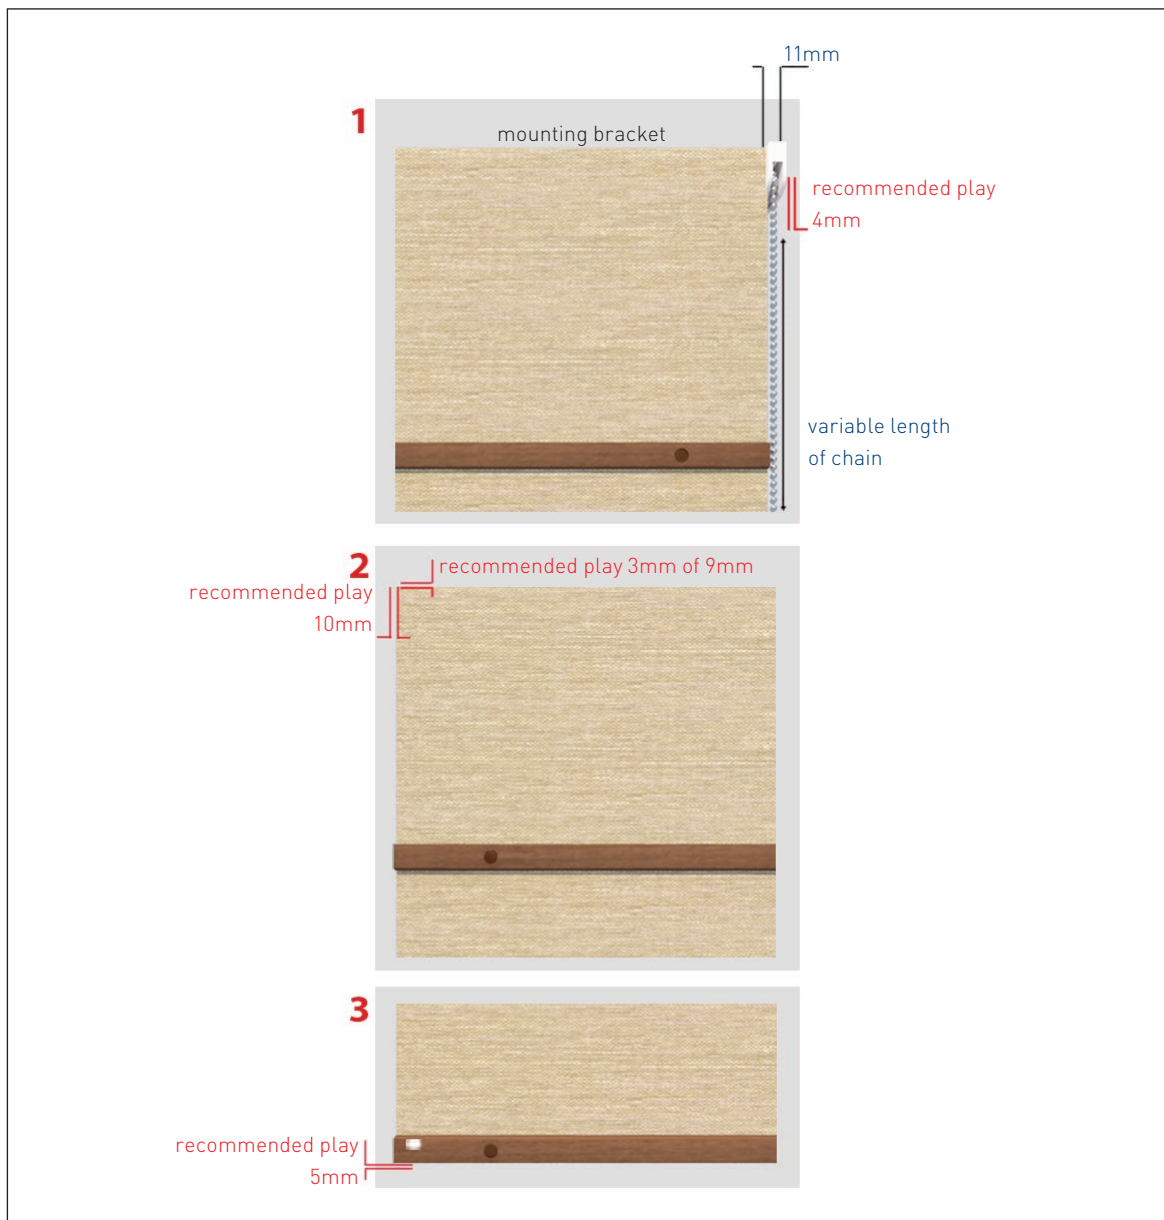 11mm
1
mounting bracket
recommended play
4mm
variable length
of chain
2
recommended play 3mm of 9mm
recommended play
10mm
3
recommended play
5mm